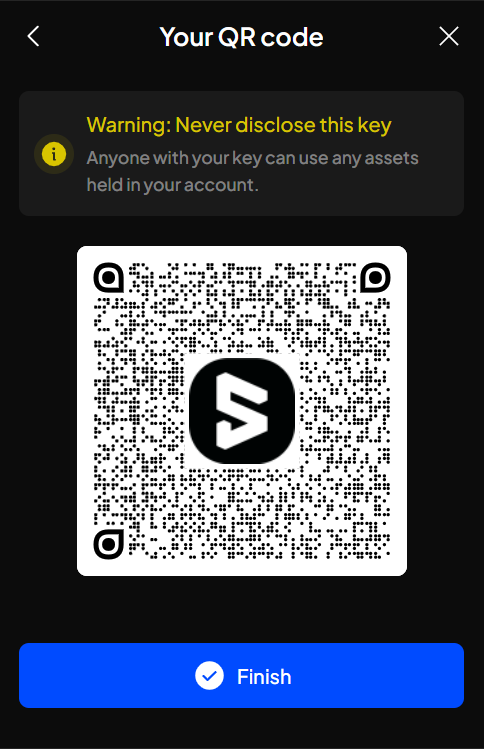 Your QR code
Warning: Never disclose this key
Anyone with your key can use any assets
held in your account.
Finish